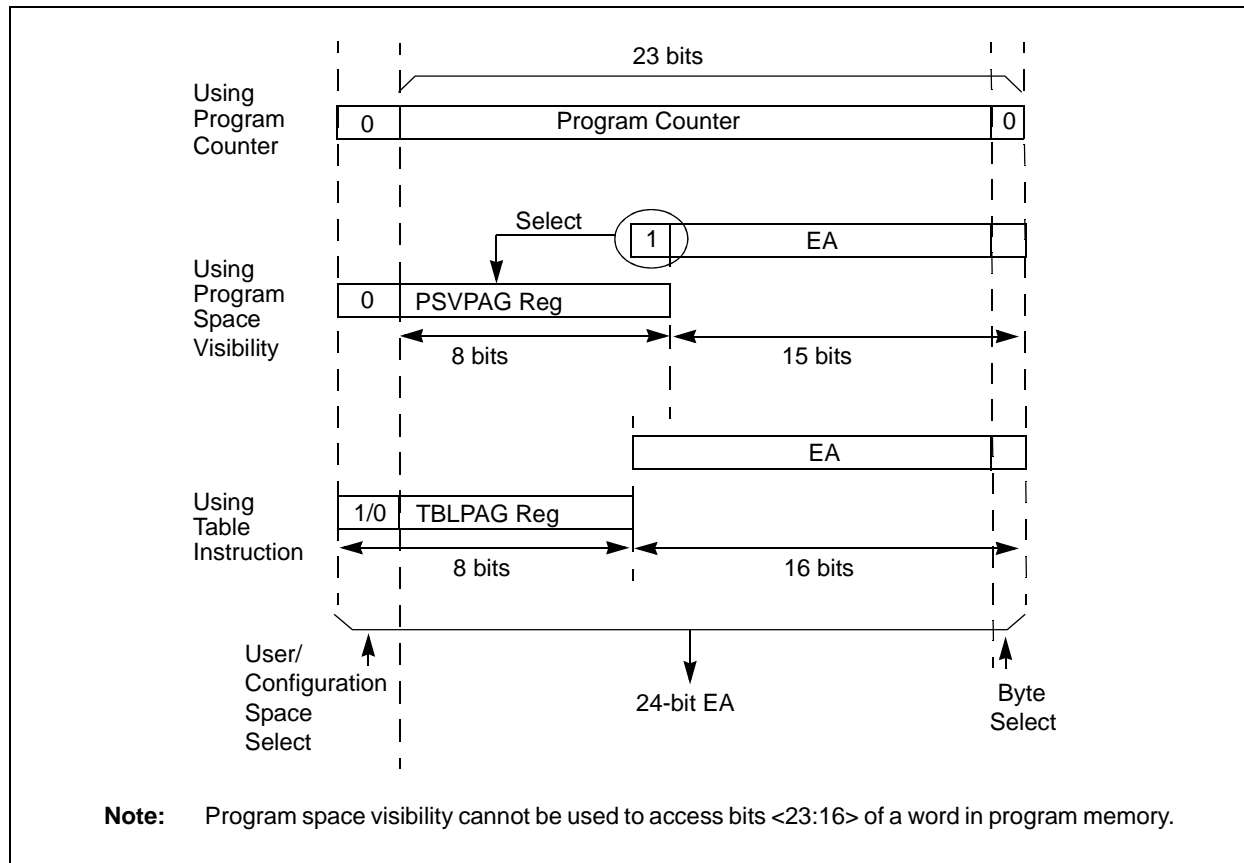 23 bits
Using
Program
Counter
0
Program Counter
0
Select
1
EA
Using
Program
Space
Visibility
0
PSVPAG Reg
8 bits
15 bits
EA
Using
Table
Instruction
1/0
TBLPAG Reg
8 bits
16 bits
User/
Configuration
Space
Select
24-bit EA
Byte
Select
Note: Program space visibility cannot be used to access bits <23:16> of a word in program memory.